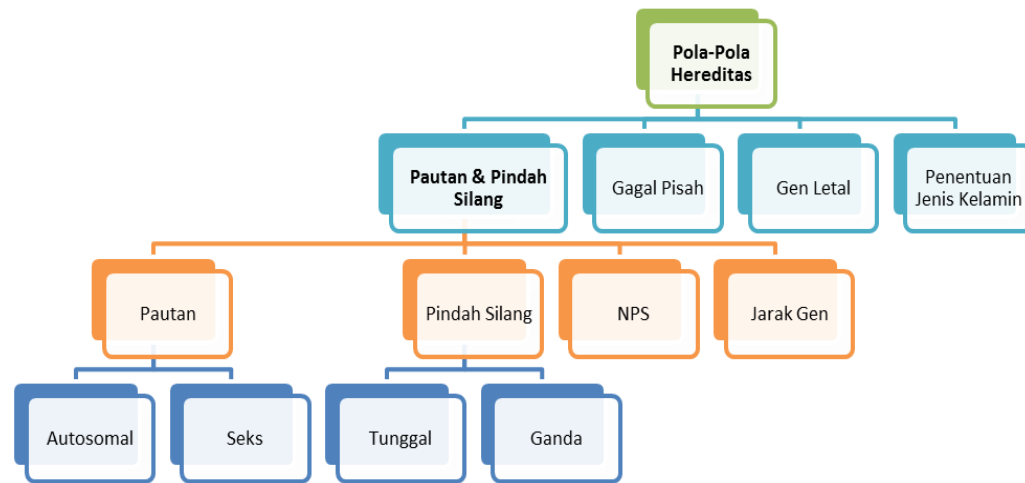 Pola-Pola
Hereditas
Pautan & Pindah
Silang
Gagal Pisah
Gen Letal
Penentuan
Jenis Kelamin
Pautan
Pindah Silang
NPS
Jarak Gen
Autosomal
Seks
Tunggal
Ganda